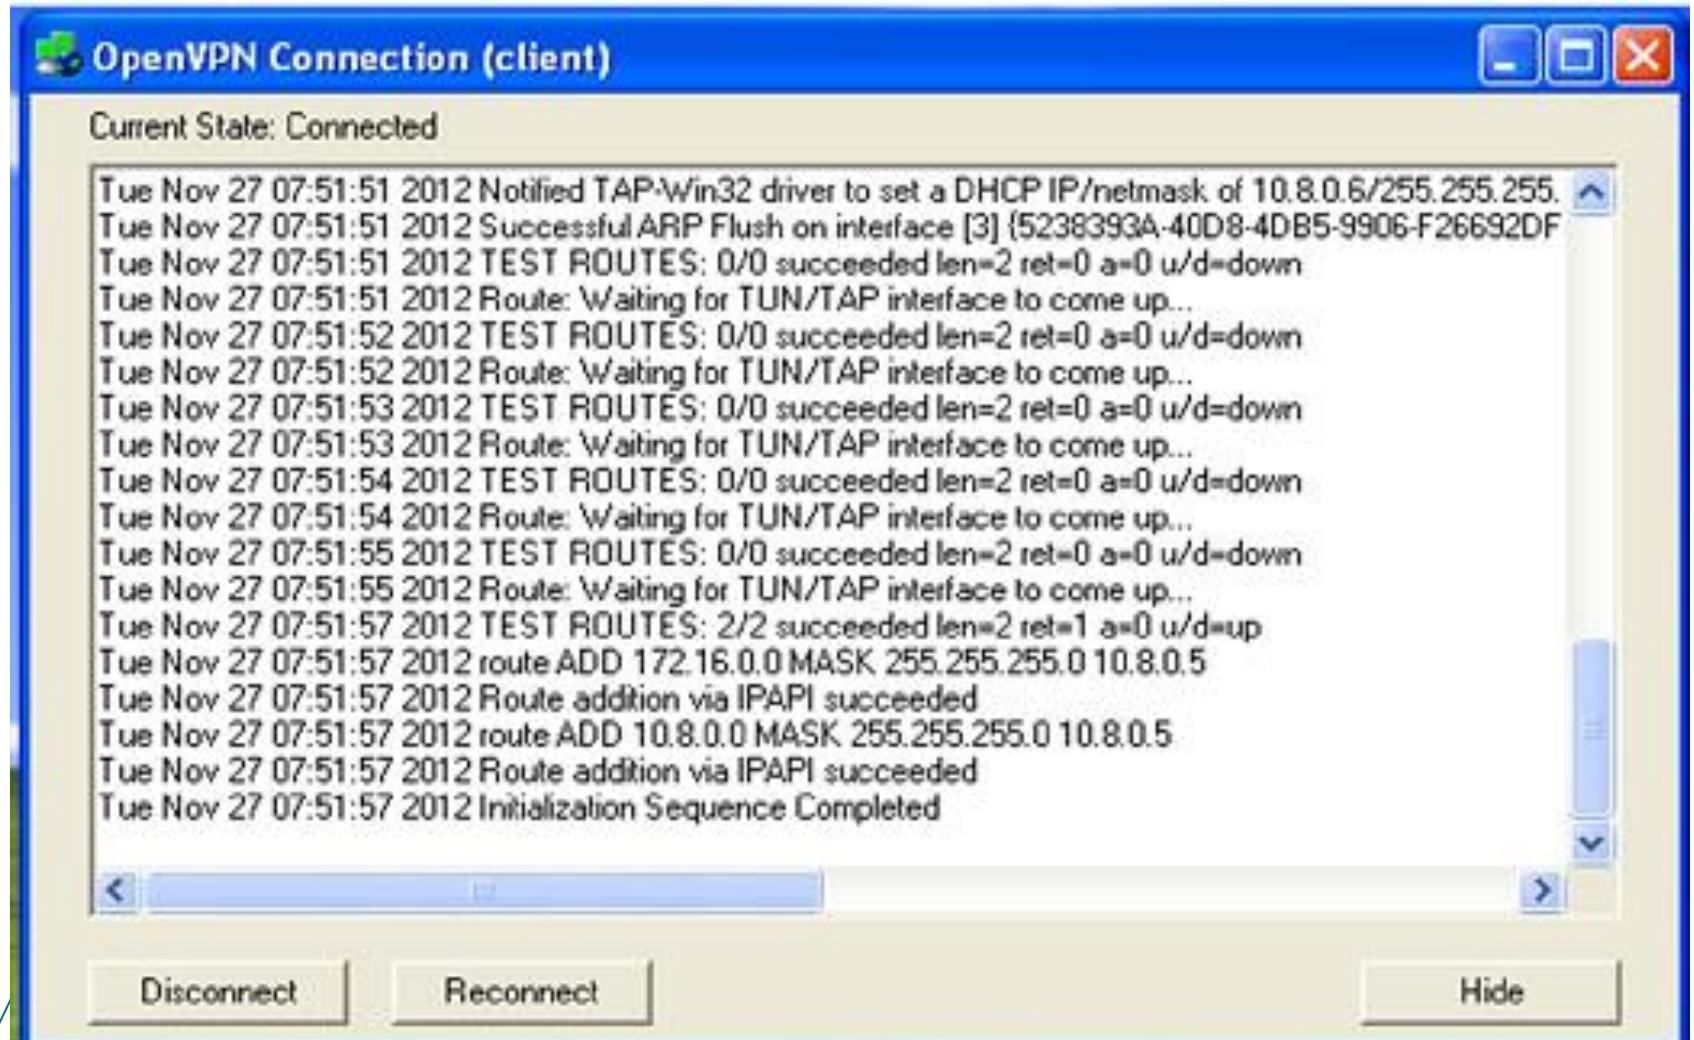 OpenVPN Connection (client)
Current State: Connected
Tue Nov 27 07:51:51 2012 Notified TAP-Win32 driver to set a DHCP IP/netmask of 10.8.0.6/255.255.255.
Tue Nov 27 07:51:51 2012 Successful ARP Flush on interface [3] {5238393A-40D8-4DB5-9906-F26692DF
Tue Nov 27 07:51:51 2012 TEST ROUTES: 0/0 succeeded len=2 ret=0 a=0 u/d=down
Tue Nov 27 07:51:51 2012 Route: Waiting for TUN/TAP interface to come up...
Tue Nov 27 07:51:52 2012 TEST ROUTES: 0/0 succeeded len=2 ret=0 a=0 u/d=down
Tue Nov 27 07:51:52 2012 Route: Waiting for TUN/TAP interface to come up...
Tue Nov 27 07:51:53 2012 TEST ROUTES: 0/0 succeeded len=2 ret=0 a=0 u/d=down
Tue Nov 27 07:51:53 2012 Route: Waiting for TUN/TAP interface to come up...
Tue Nov 27 07:51:54 2012 TEST ROUTES: 0/0 succeeded len=2 ret=0 a=0 u/d=down
Tue Nov 27 07:51:54 2012 Route: Waiting for TUN/TAP interface to come up...
Tue Nov 27 07:51:55 2012 TEST ROUTES: 0/0 succeeded len=2 ret=0 a=0 u/d=down
Tue Nov 27 07:51:55 2012 Route: Waiting for TUN/TAP interface to come up...
Tue Nov 27 07:51:57 2012 TEST ROUTES: 2/2 succeeded len=2 ret=1 a=0 u/d=up
Tue Nov 27 07:51:57 2012 route ADD 172.16.0.0 MASK 255.255.255.0 10.8.0.5
Tue Nov 27 07:51:57 2012 Route addition via IPAPI succeeded
Tue Nov 27 07:51:57 2012 route ADD 10.8.0.0 MASK 255.255.255.0 10.8.0.5
Tue Nov 27 07:51:57 2012 Route addition via IPAPI succeeded
Tue Nov 27 07:51:57 2012 Initialization Sequence Completed
Disconnect
Reconnect
Hide